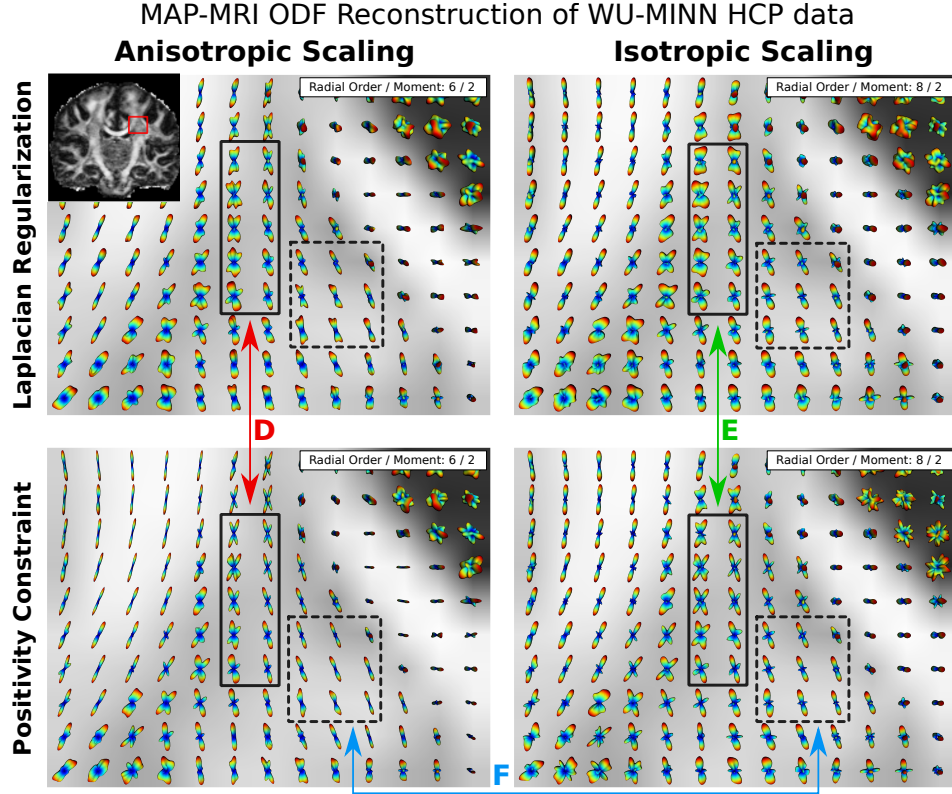 MAP-MRI ODF Reconstruction of WU-MINN HCP data
Anisotropic Scaling
Isotropic Scaling
Laplacian Regularization
Radial Order / Moment: 6 / 2
Radial Order / Moment: 8 / 2
D
E
Positivity Constraint
Radial Order / Moment: 6 / 2
Radial Order / Moment: 8 / 2
F